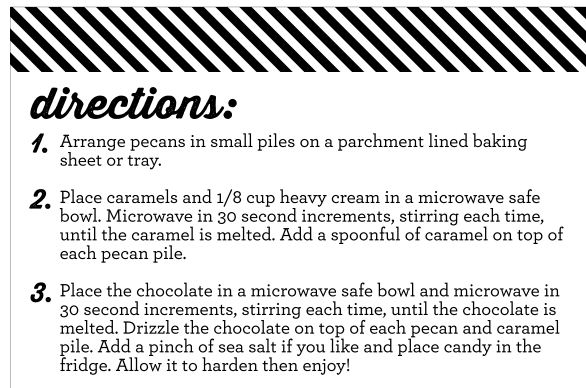 directions:
1. Arrange pecans in small piles on a parchment lined baking
sheet or tray.
2. Place caramels and 1/8 cup heavy cream in a microwave safe
bowl. Microwave in 30 second increments, stirring each time,
until the caramel is melted. Add a spoonful of caramel on top of
each pecan pile.
3. Place the chocolate in a microwave safe bowl and microwave in
30 second increments, stirring each time, until the chocolate is
melted. Drizzle the chocolate on top of each pecan and caramel
pile. Add a pinch of sea salt if you like and place candy in the
fridge. Allow it to harden then enjoy!